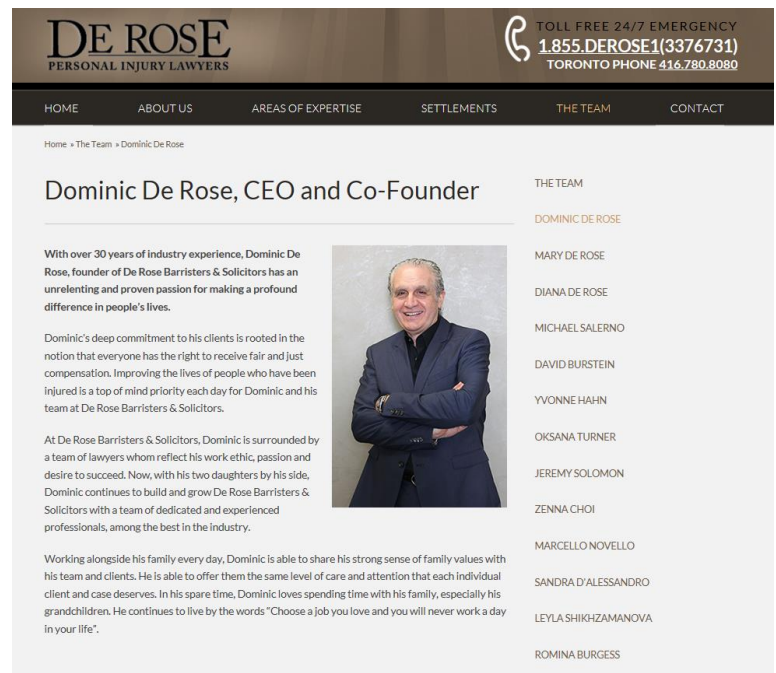 DE ROSE
PERSONAL INJURY LAWYERS
TOLL FREE 24/7 EMERGENCY
1.855.DEROSE1(3376731)
TORONTO PHONE 416.780.8080
HOME ABOUT US AREAS OF EXPERTISE SETTLEMENTS THE TEAM CONTACT
Home » The Team » Dominic De Rose
Dominic De Rose, CEO and Co-Founder
With over 30 years of industry experience, Dominic De
Rose, founder of De Rose Barristers & Solicitors has an
unrelenting and proven passion for making a profound
difference in people's lives.
Dominic's deep commitment to his clients is rooted in the
notion that everyone has the right to receive fair and just
compensation. Improving the lives of people who have been
injured is a top of mind priority each day for Dominic and his
team at De Rose Barristers & Solicitors.
At De Rose Barristers & Solicitors, Dominic is surrounded by
a team of lawyers whom reflect his work ethic, passion and
desire to succeed. Now, with his two daughters by his side,
Dominic continues to build and grow De Rose Barristers &
Solicitors with a team of dedicated and experienced
professionals, among the best in the industry.
Working alongside his family every day, Dominic is able to share his strong sense of family values with
his team and clients. He is able to offer them the same level of care and attention that each individual
client and case deserves. In his spare time, Dominic loves spending time with his family, especially his
grandchildren. He continues to live by the words "Choose a job you love and you will never work a day
in your life".
THE TEAM
DOMINIC DE ROSE
MARY DE ROSE
DIANA DE ROSE
MICHAEL SALERNO
DAVID BURSTEIN
YVONNE HAHN
OKSANA TURNER
JEREMY SOLOMON
ZENNA CHOI
MARCELLO NOVELLO
SANDRA D'ALESSANDRO
LEYLA SHIKHZAMANOVA
ROMINA BURGESS